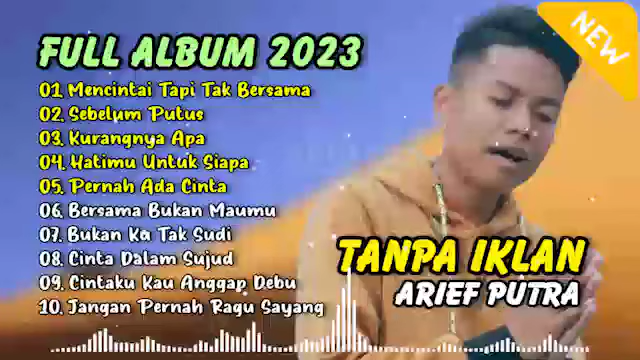 FULL ALBUM 2023
NEW
01. Mencintai Tapi Tak Bersama
02. Sebelum Putus
03. Kurangnya Apa
04. Hatimu Untuk Siapa
05. Pernah Ada Cinta
06. Bersama Bukan Maumu
07. Bukan Ka Tak Sudi
08. Cinta Dalam Sujud
09. Cintaku Kau Anggap Debu
10. Jangan Pernah Ragu Sayang
TANPA IKLAN
ARIEF PUTRA